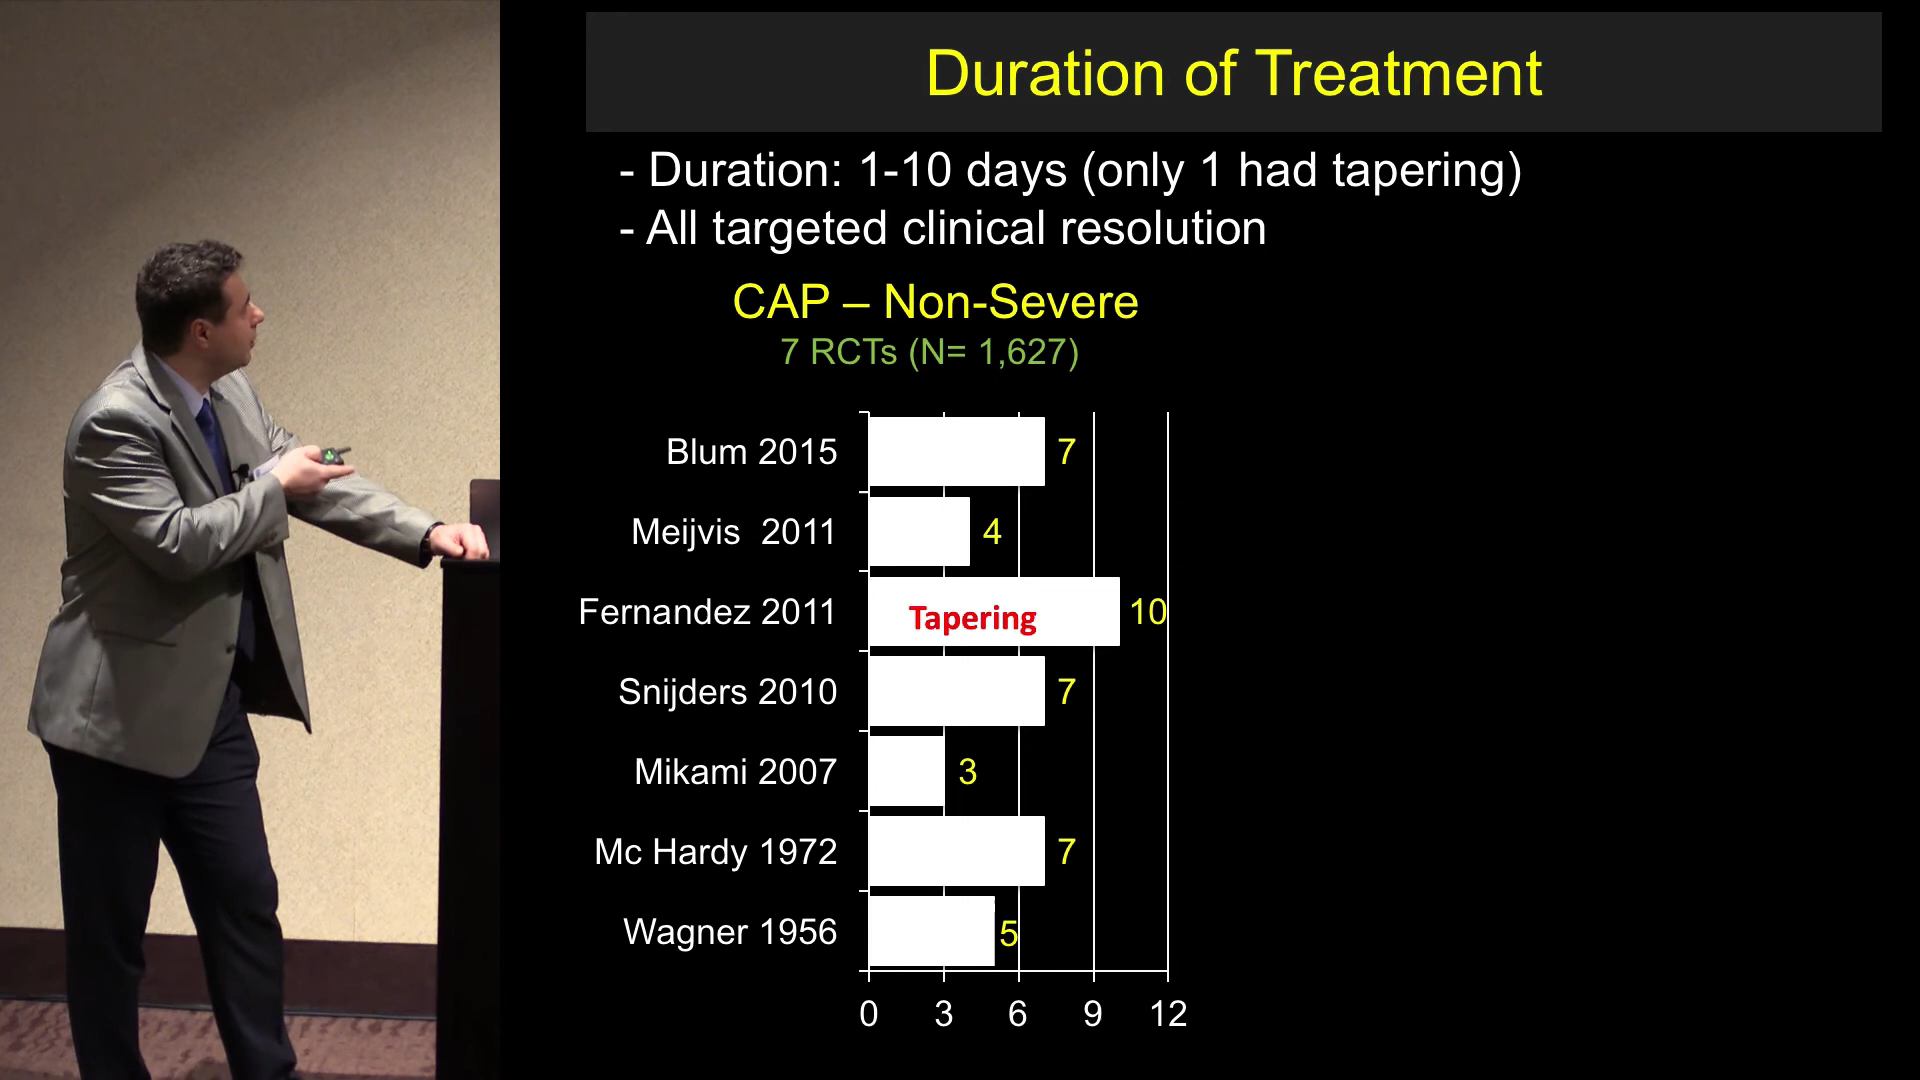 Duration of Treatment
- Duration: 1-10 days (only 1 had tapering)
- All targeted clinical resolution
CAP – Non-Severe
7 RCTs (N= 1,627)
Blum 2015 7
Meijvis 2011 4
Fernandez 2011 Tapering 10
Snijders 2010 7
Mikami 2007 3
Mc Hardy 1972 7
Wagner 1956 5
0 3 6 9 12